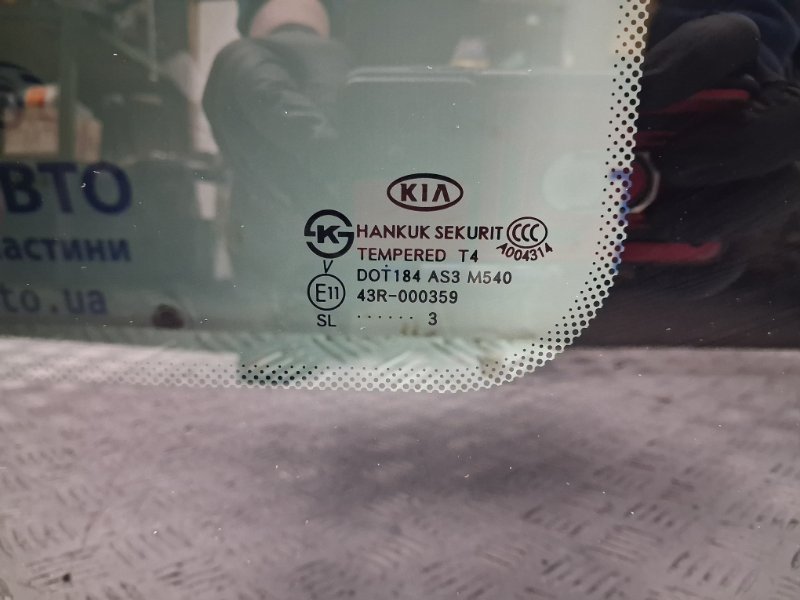 ВТО
астини
to.ua
KIA
KS HANKUK SEKURIT CCC
A004314
TEMPERED T4
V
DOT184 AS3 M540
E11 43R-000359
SL ...... 3